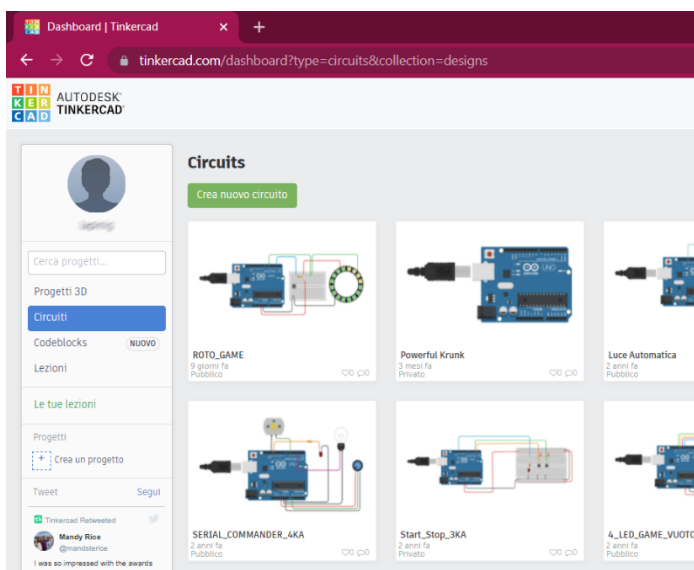 Dashboard | Tinkercad
tinkercad.com/dashboard?type=circuits&collection=designs
TIN
KER
CAD
AUTODESK®
TINKERCAD®
Circuits
Crea nuovo circuito
Cerca progetti...
Progetti 3D
Circuiti
Codeblocks NUOVO
Lezioni
Le tue lezioni
Progetti
+ Crea un progetto
Tweet Segui
Tinkercad Retweeted
Mandy Rice
@mandsterice
I was so impressed with the awards
ROTO_GAME
9 giorni fa
Pubblico 0 0
Powerful Krunk
3 mesi fa
Privato 0 0
Luce Automatica
2 anni fa
Pubblico
SERIAL_COMMANDER_4KA
2 anni fa
Pubblico 0 0
Start_Stop_3KA
2 anni fa
Privato 0 0
4_LED_GAME_VUOTO
2 anni fa
Pubblico
UNO